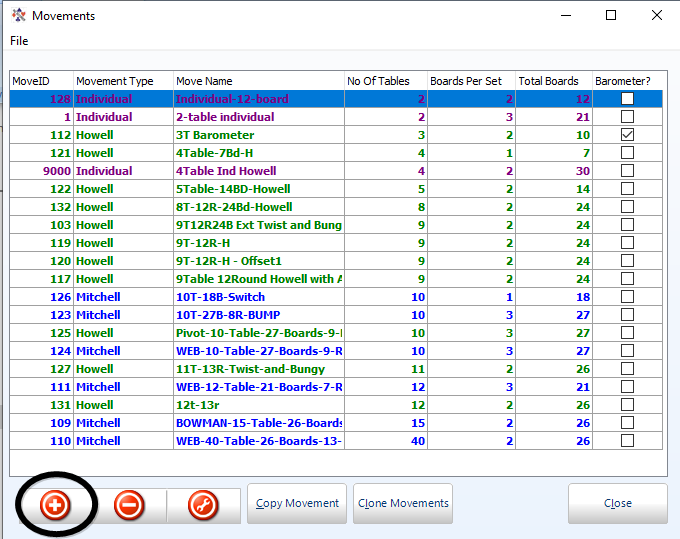 Movements
File
MoveID Movement Type Move Name No Of Tables Boards Per Set Total Boards Barometer?
128 Individual Individual-12-board 2 2 12
1 Individual 2-table individual 2 3 21
112 Howell 3T Barometer 3 2 10
121 Howell 4Table-7Bd-H 4 1 7
9000 Individual 4Table Ind Howell 4 2 30
122 Howell 5Table-14BD-Howell 5 2 14
132 Howell 8T-12R-24Bd-Howell 8 2 24
103 Howell 9T12R24B Ext Twist and Bung 9 2 24
119 Howell 9T-12R-H 9 2 24
120 Howell 9T-12R-H - Offset1 9 2 24
117 Howell 9Table 12Round Howell with A 9 2 24
126 Mitchell 10T-18B-Switch 10 1 18
123 Mitchell 10T-27B-8R-BUMP 10 3 27
125 Howell Pivot-10-Table-27-Boards-9- 10 3 27
124 Mitchell WEB-10-Table-27-Boards-9-R 10 3 27
127 Howell 11T-13R-Twist-and-Bungy 11 2 26
111 Mitchell WEB-12-Table-21-Boards-7-R 12 3 21
131 Howell 12t-13r 12 2 26
109 Mitchell BOWMAN-15-Table-26-Boards 15 2 26
110 Mitchell WEB-40-Table-26-Boards-13- 40 2 26
Copy Movement Clone Movements Close